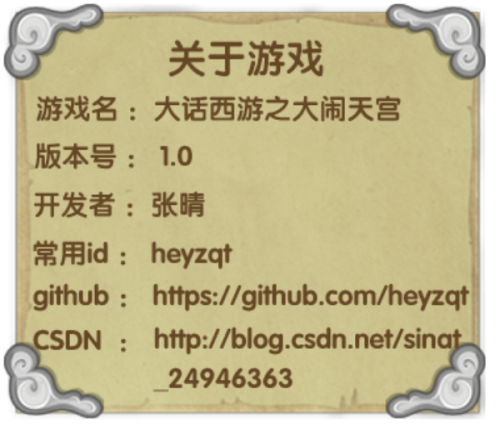 关于游戏
游戏名：大话西游之大闹天宫
版本号：1.0
开发者：张晴
常用id：heyzqt
github：https://github.com/heyzqt
CSDN：http://blog.csdn.net/sinat
_24946363